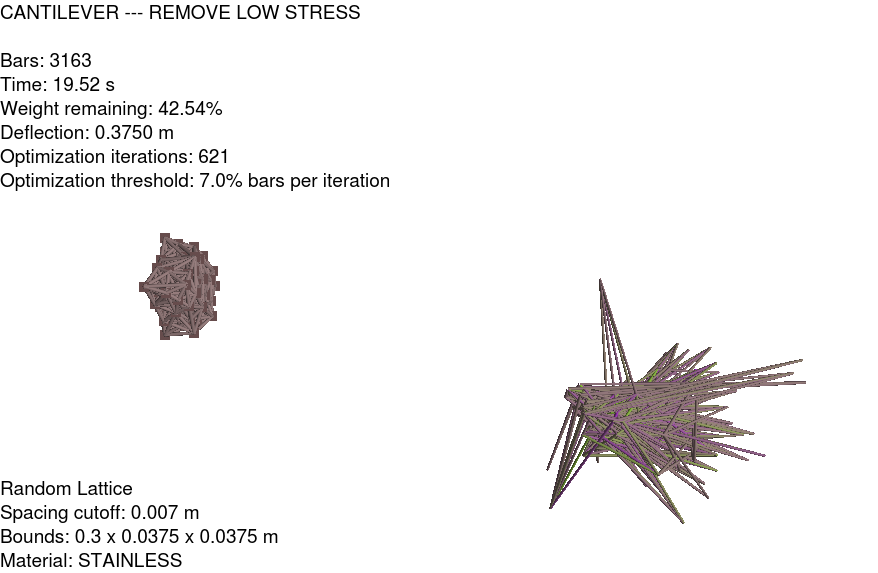 CANTILEVER --- REMOVE LOW STRESS
Bars: 3163
Time: 19.52 s
Weight remaining: 42.54%
Deflection: 0.3750 m
Optimization iterations: 621
Optimization threshold: 7.0% bars per iteration
Random Lattice
Spacing cutoff: 0.007 m
Bounds: 0.3 x 0.0375 x 0.0375 m
Material: STAINLESS